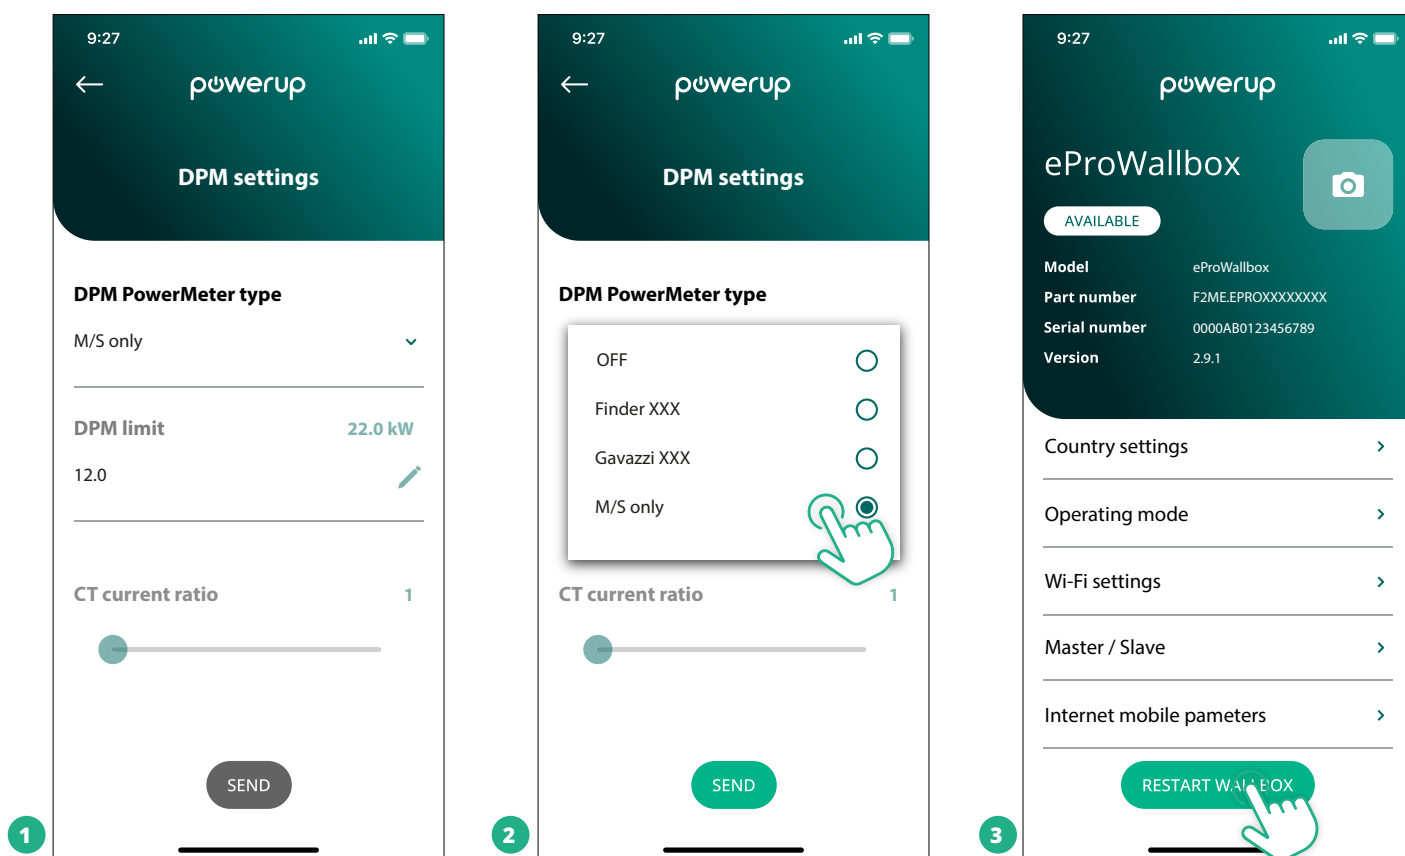 9:27
powerup
DPM settings
DPM PowerMeter type
M/S only
DPM limit 22.0 kW
12.0
CT current ratio 1
SEND
1
9:27
powerup
DPM settings
DPM PowerMeter type
OFF
Finder XXX
Gavazzi XXX
M/S only
CT current ratio 1
SEND
2
9:27
powerup
eProWallbox
AVAILABLE
Model eProWallbox
Part number F2ME.EPROXXXXXXXX
Serial number 0000AB0123456789
Version 2.9.1
Country settings
Operating mode
Wi-Fi settings
Master / Slave
Internet mobile pameters
RESTART WALLBOX
3